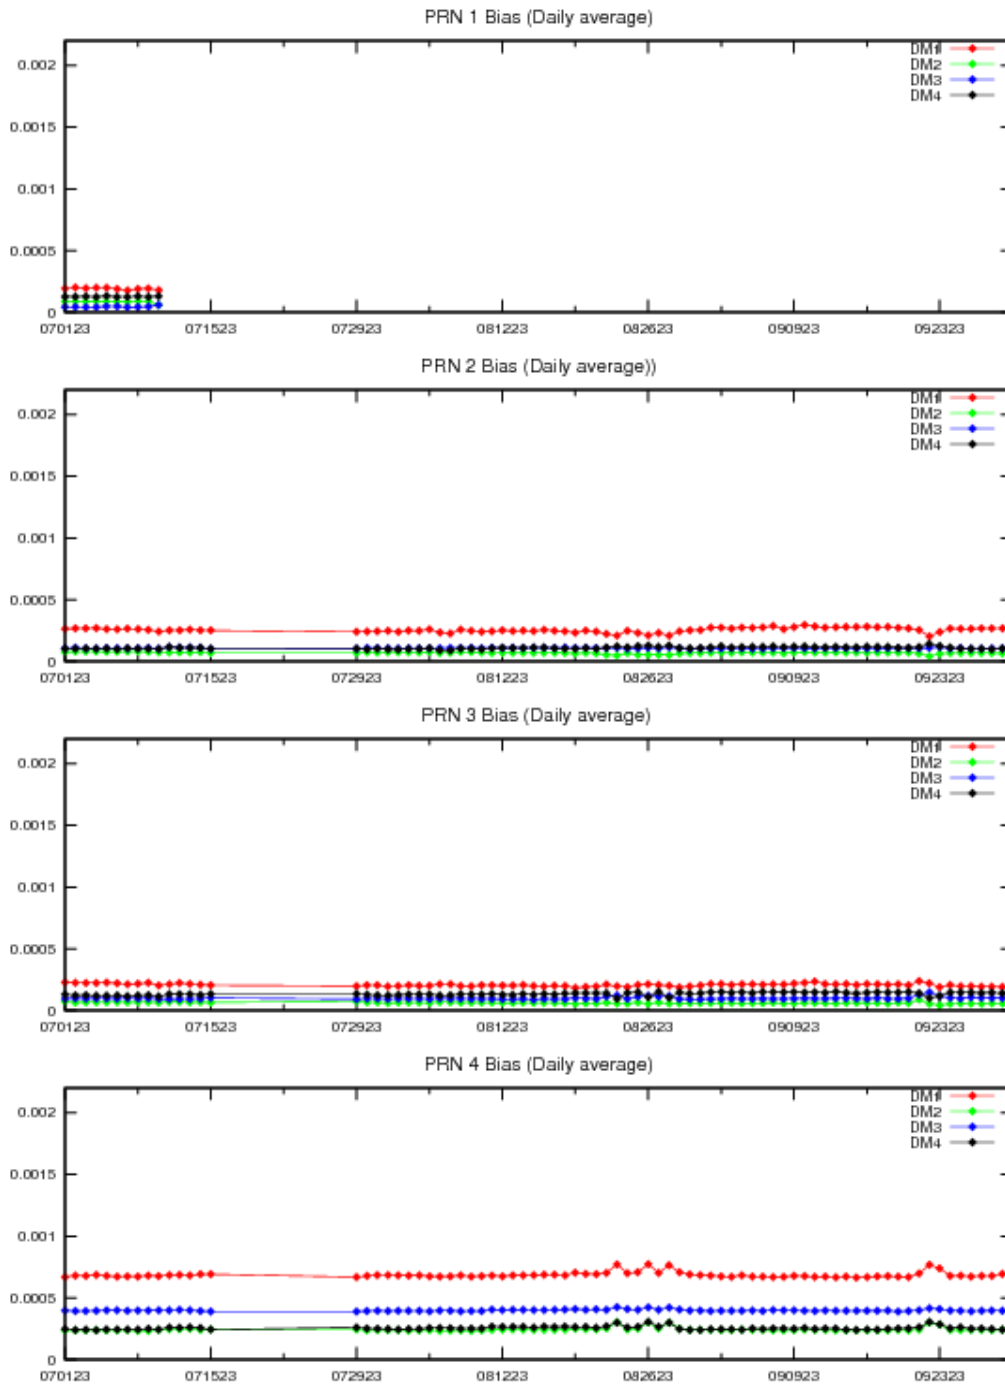 PRN 1 Bias (Daily average)
0.002
0.0015
0.001
0.0005
0
DM1
DM2
DM3
DM4
070123 071523 072923 081223 082623 090923 092323
PRN 2 Bias (Daily average))
0.002
0.0015
0.001
0.0005
0
DM1
DM2
DM3
DM4
070123 071523 072923 081223 082623 090923 092323
PRN 3 Bias (Daily average)
0.002
0.0015
0.001
0.0005
0
DM1
DM2
DM3
DM4
070123 071523 072923 081223 082623 090923 092323
PRN 4 Bias (Daily average)
0.002
0.0015
0.001
0.0005
0
DM1
DM2
DM3
DM4
070123 071523 072923 081223 082623 090923 092323